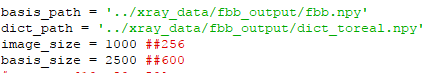 basis_path = '../xray_data/fbb_output/fbb.npy'
dict_path = '../xray_data/fbb_output/dict_toreal.npy'
image_size = 1000 ##256
basis_size = 2500 ##600